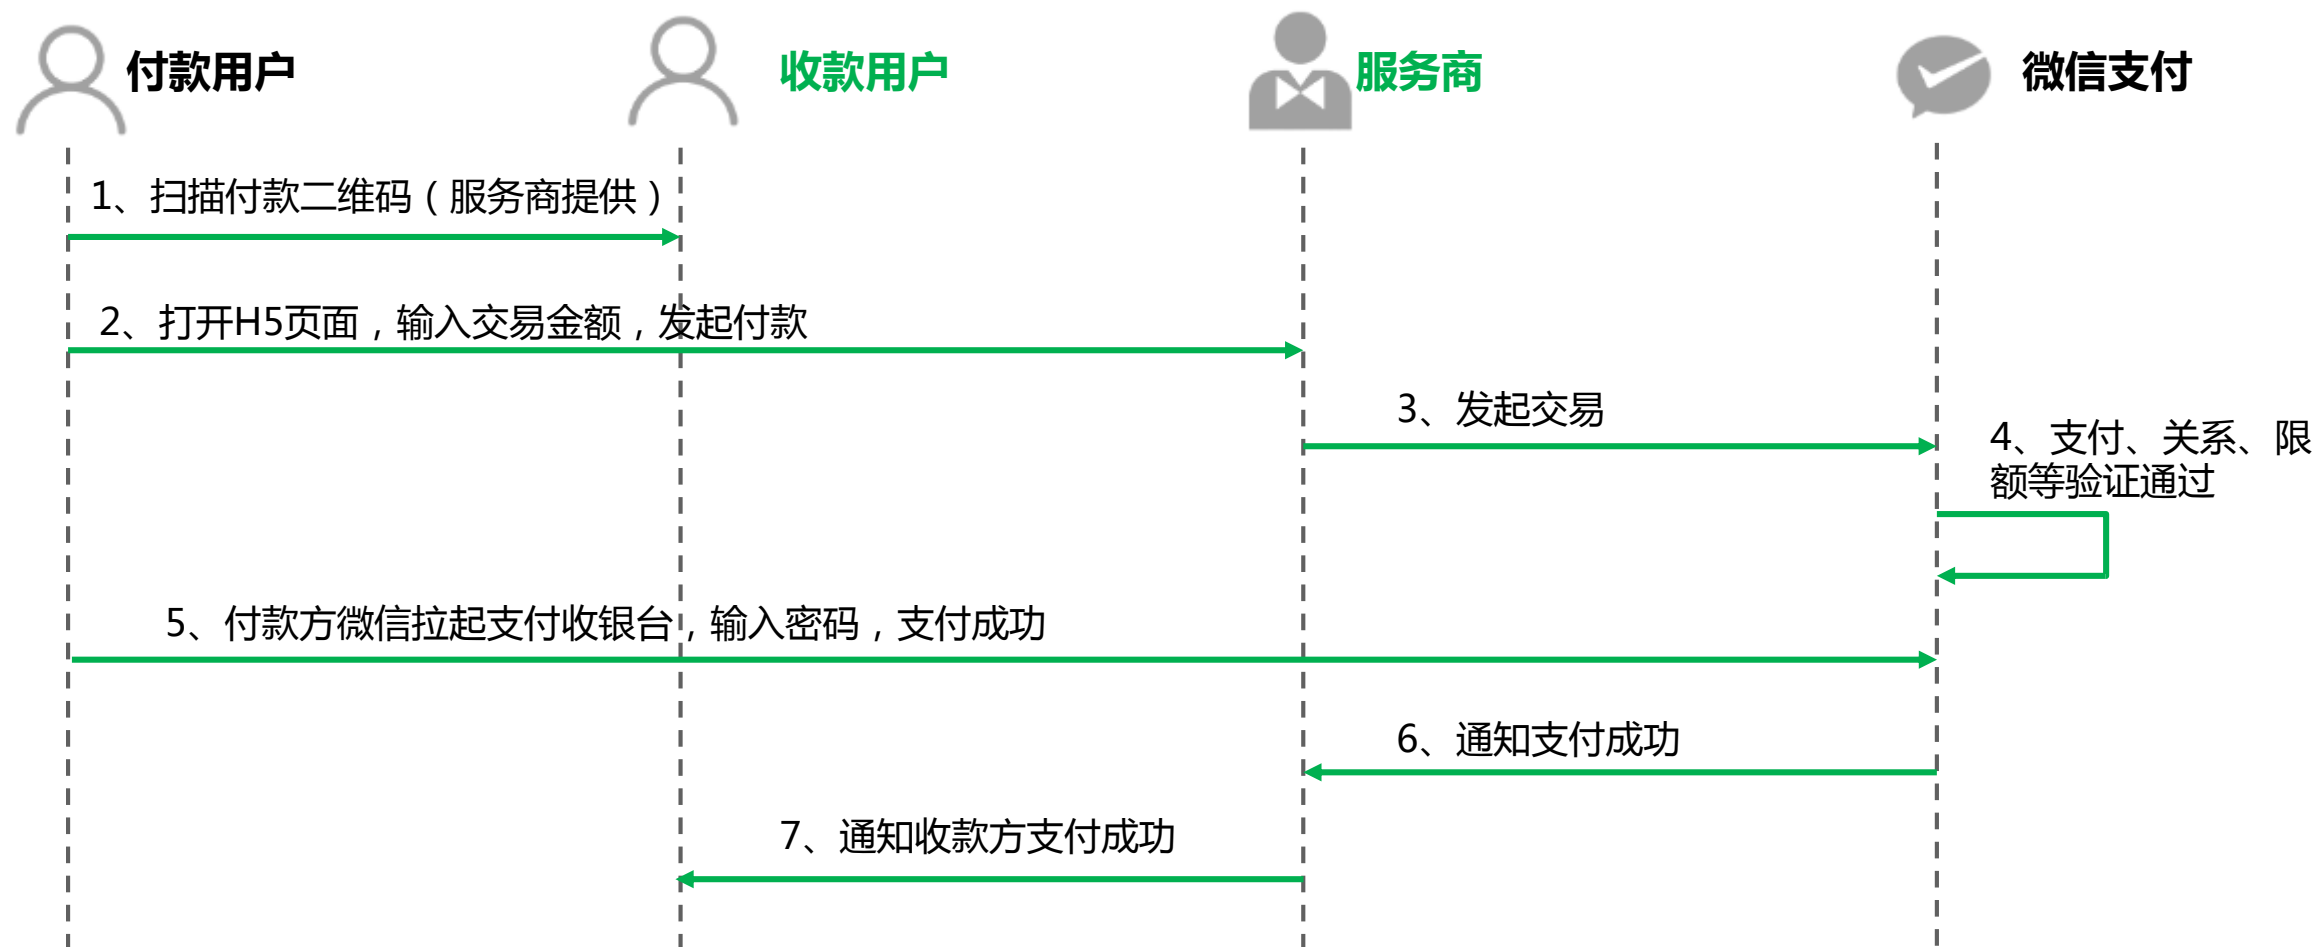 付款用户
收款用户
服务商
微信支付
1、扫描付款二维码（服务商提供）
2、打开H5页面，输入交易金额，发起付款
3、发起交易
4、支付、关系、限
额等验证通过
5、付款方微信拉起支付收银台，输入密码，支付成功
6、通知支付成功
7、通知收款方支付成功